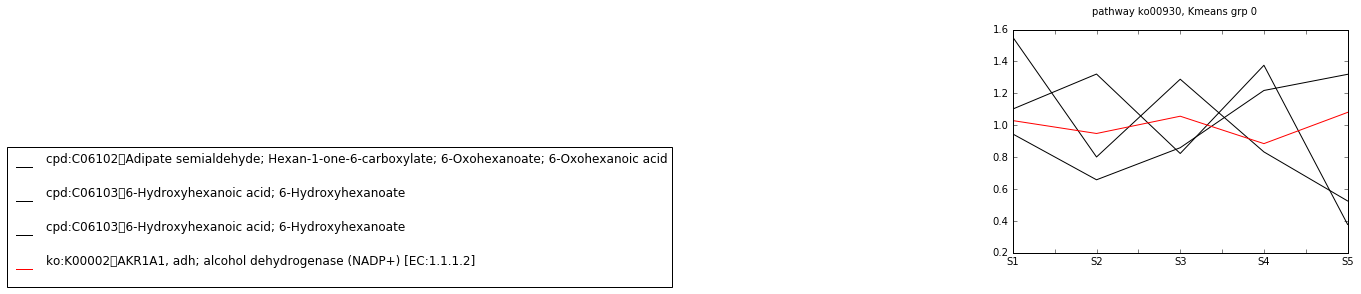 pathway ko00930, Kmeans grp 0
1.6
1.4
1.2
1.0
0.8
0.6
0.4
0.2
S1 S2 S3 S4 S5
cpd:C06102▯Adipate semialdehyde; Hexan-1-one-6-carboxylate; 6-Oxohexanoate; 6-Oxohexanoic acid
cpd:C06103▯6-Hydroxyhexanoic acid; 6-Hydroxyhexanoate
cpd:C06103▯6-Hydroxyhexanoic acid; 6-Hydroxyhexanoate
ko:K00002▯AKR1A1, adh; alcohol dehydrogenase (NADP+) [EC:1.1.1.2]